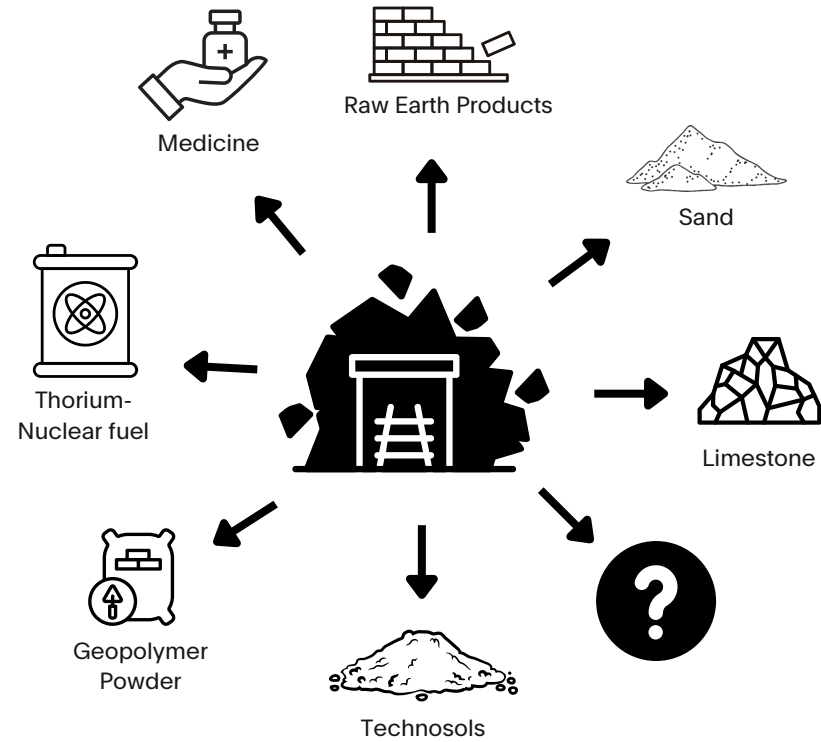 Raw Earth Products
Medicine
Sand
Thorium-
Nuclear fuel
Limestone
?
Geopolymer
Powder
Technosols